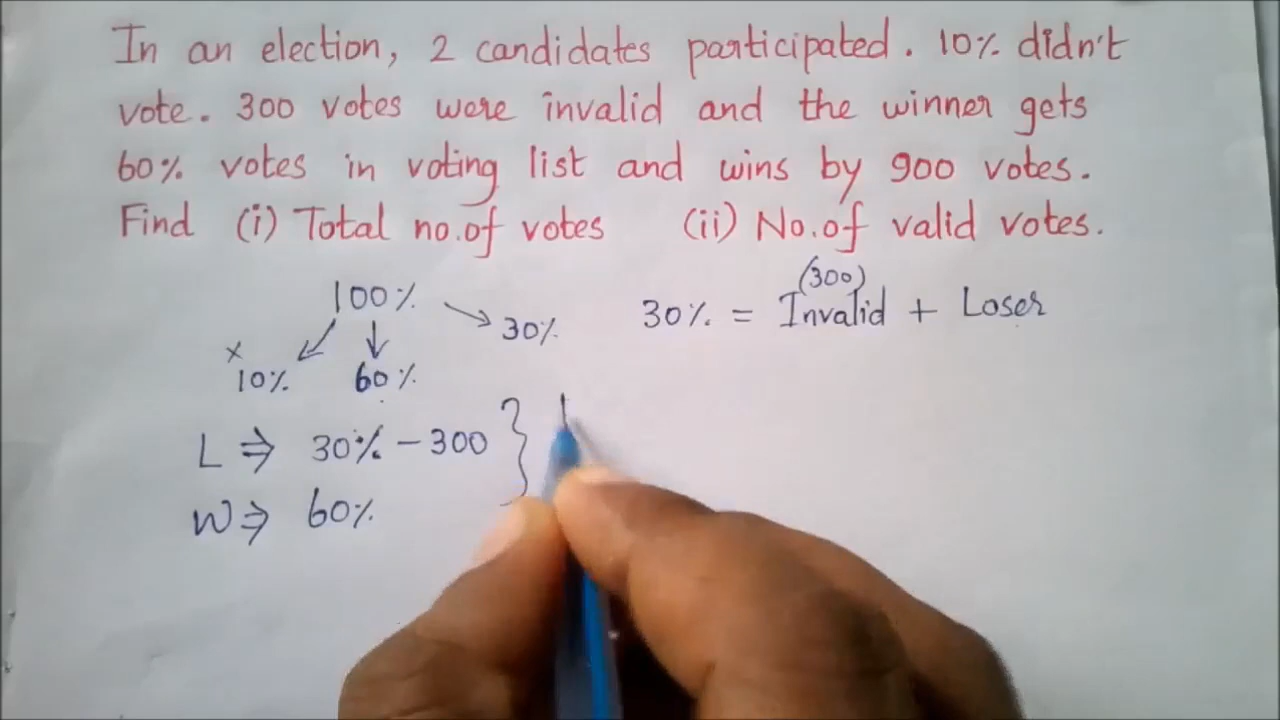 In an election, 2 candidates participated. 10% didn't
vote. 300 votes were invalid and the winner gets
60% votes in voting list and wins by 900 votes.
Find (i) Total no.of votes (ii) No.of valid votes.
100%
30%
x
10% 60%
(300)
30% = Invalid + Loser
L ⇒ 30% - 300
W ⇒ 60%